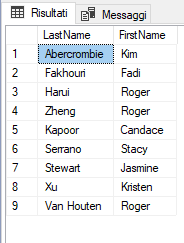 Risultati Messaggi
LastName FirstName
1 Abercrombie Kim
2 Fakhouri Fadi
3 Harui Roger
4 Zheng Roger
5 Kapoor Candace
6 Serrano Stacy
7 Stewart Jasmine
8 Xu Kristen
9 Van Houten Roger